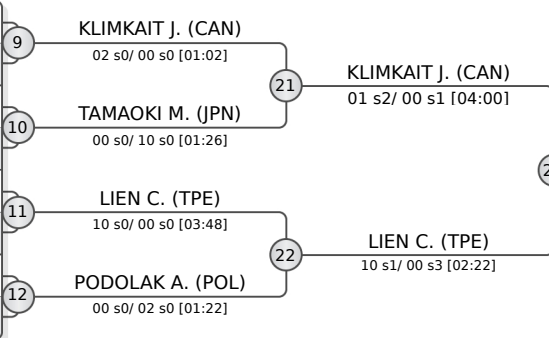 KLIMKAIT J. (CAN)
9
02 s0/ 00 s0 [01:02]
21
KLIMKAIT J. (CAN)
01 s2/ 00 s1 [04:00]
TAMAOKI M. (JPN)
10
00 s0/ 10 s0 [01:26]
LIEN C. (TPE)
11
10 s0/ 00 s0 [03:48]
22
LIEN C. (TPE)
10 s1/ 00 s3 [02:22]
PODOLAK A. (POL)
12
00 s0/ 02 s0 [01:22]